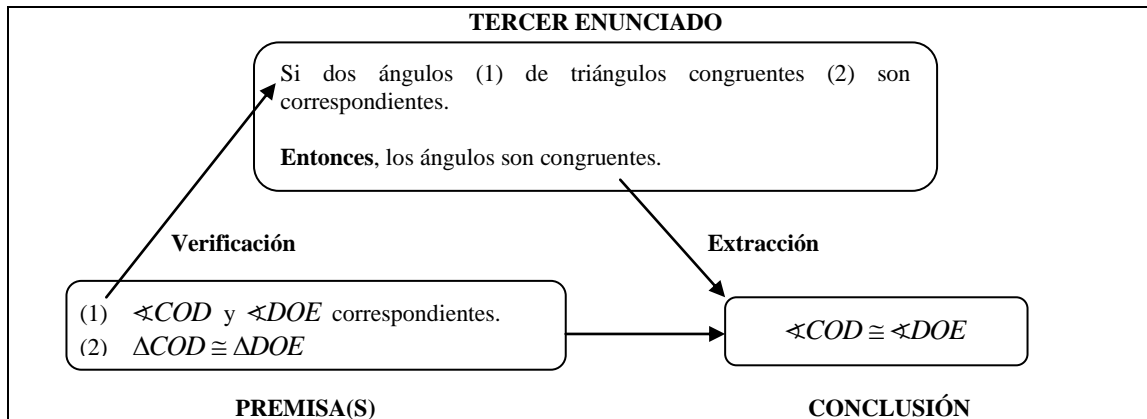 TERCER ENUNCIADO
Si dos ángulos (1) de triángulos congruentes (2) son
correspondientes.
Entonces, los ángulos son congruentes.
Verificación
Extracción
(1) ∢COD y ∢DOE correspondientes.
(2) ΔCOD ≅ ΔDOE
∢COD ≅ ∢DOE
PREMISA(S)
CONCLUSIÓN